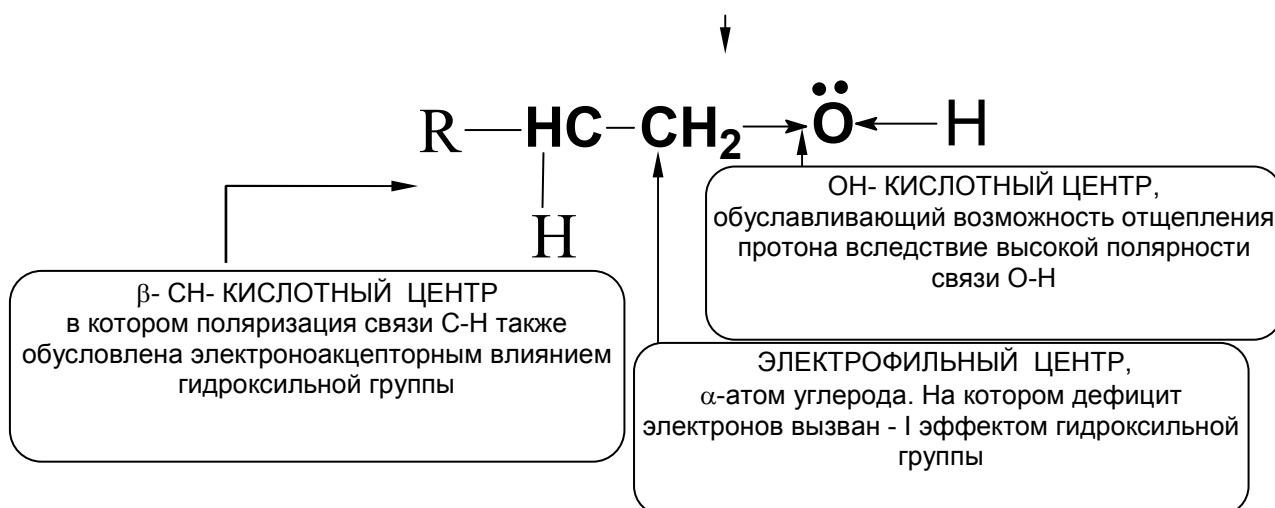 R HC CH2 O H
H
OH- КИСЛОТНЫЙ ЦЕНТР,
обуславливающий возможность отщепления
протона вследствие высокой полярности
связи О-Н
β- СН- КИСЛОТНЫЙ ЦЕНТР
в котором поляризация связи С-Н также
обусловлена электроноакцепторным влиянием
гидроксильной группы
ЭЛЕКТРОФИЛЬНЫЙ ЦЕНТР,
α-атом углерода. На котором дефицит
электронов вызван - I эффектом гидроксильной
группы